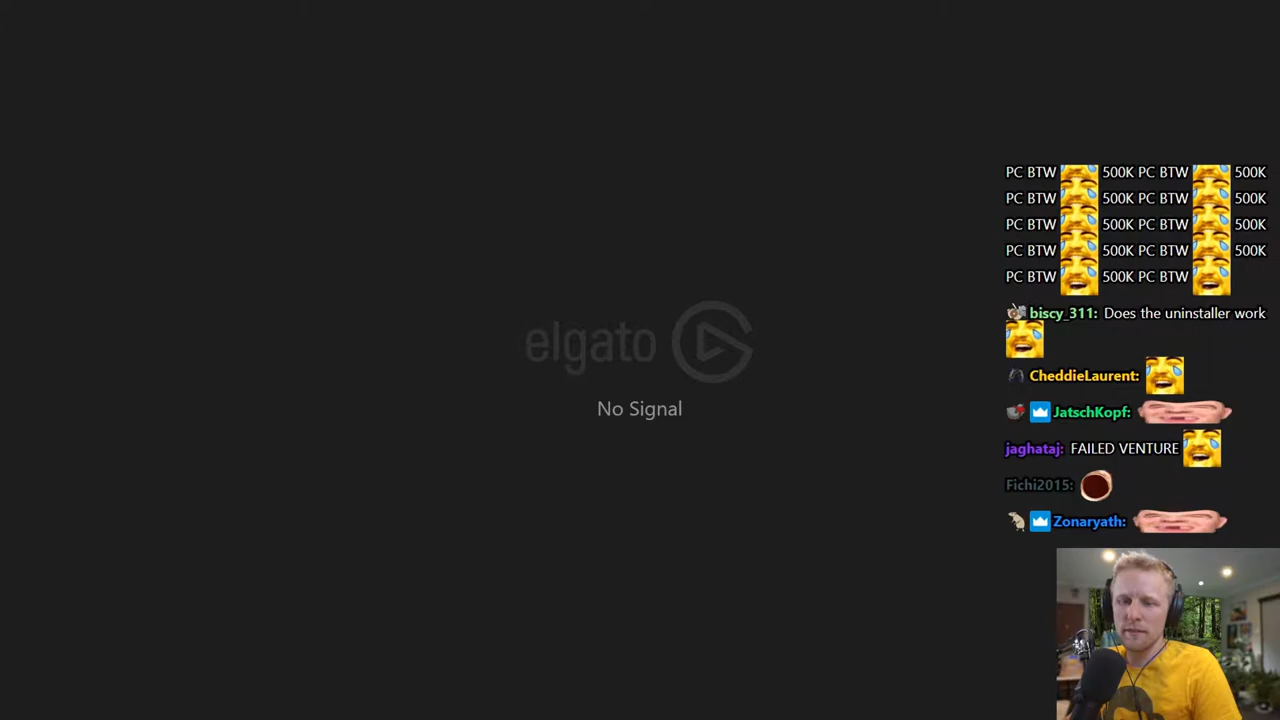 PC BTW 500K PC BTW 500K
PC BTW 500K PC BTW 500K
PC BTW 500K PC BTW 500K
PC BTW 500K PC BTW 500K
PC BTW 500K PC BTW
biscy_311: Does the uninstaller work
elgato
CheddieLaurent:
No Signal
JatschKopf:
jaghataj: FAILED VENTURE
Fichi2015:
Zonaryath: